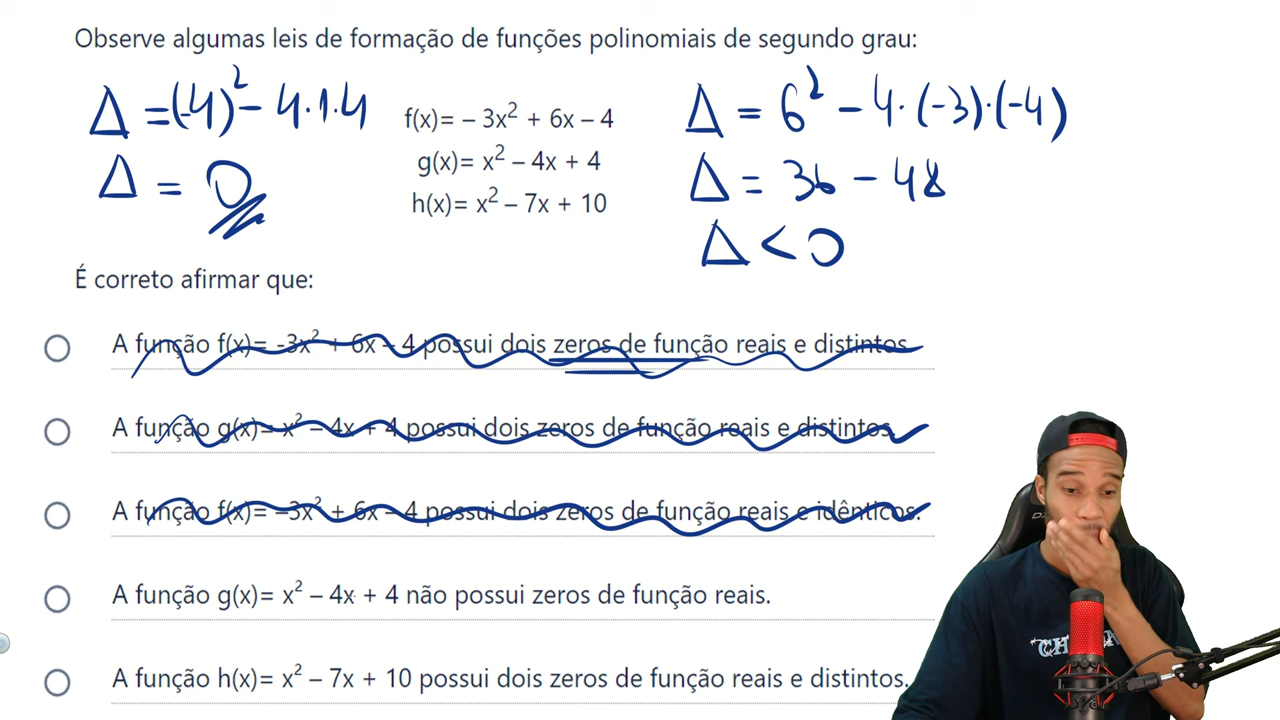 Observe algumas leis de formação de funções polinomiais de segundo grau:
Δ = (-4)² - 4.1.4
Δ = 0
f(x)= – 3x² + 6x – 4
g(x)= x² – 4x + 4
h(x)= x² – 7x + 10
Δ = 6² - 4.(-3).(-4)
Δ = 36 - 48
Δ < 0
É correto afirmar que:
A função f(x)= -3x² + 6x – 4 possui dois zeros de função reais e distintos.
A função g(x)= x² – 4x + 4 possui dois zeros de função reais e distintos.
A função f(x)= –3x² + 6x – 4 possui dois zeros de função reais e idênticos.
A função g(x)= x² – 4x + 4 não possui zeros de função reais.
A função h(x)= x² – 7x + 10 possui dois zeros de função reais e distintos.